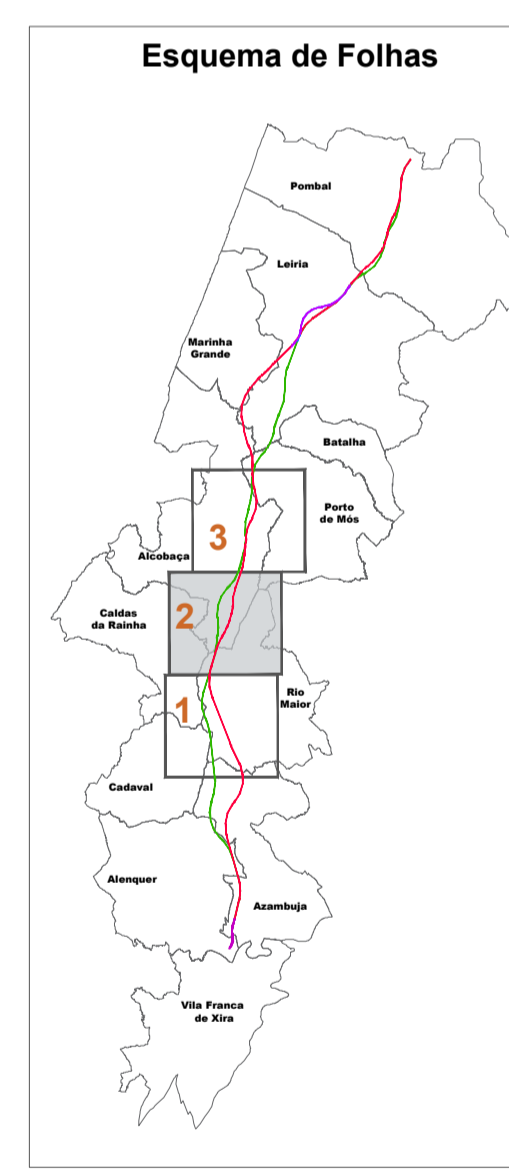 Esquema de Folhas
Pombal
Leiria
Marinha
Grande
Batalha
Porto
de Mós
3
Alcobaça
Caldas
da Rainha
2
Rio
Maior
1
Cadaval
Alenquer
Azambuja
Vila Franca
de Xira